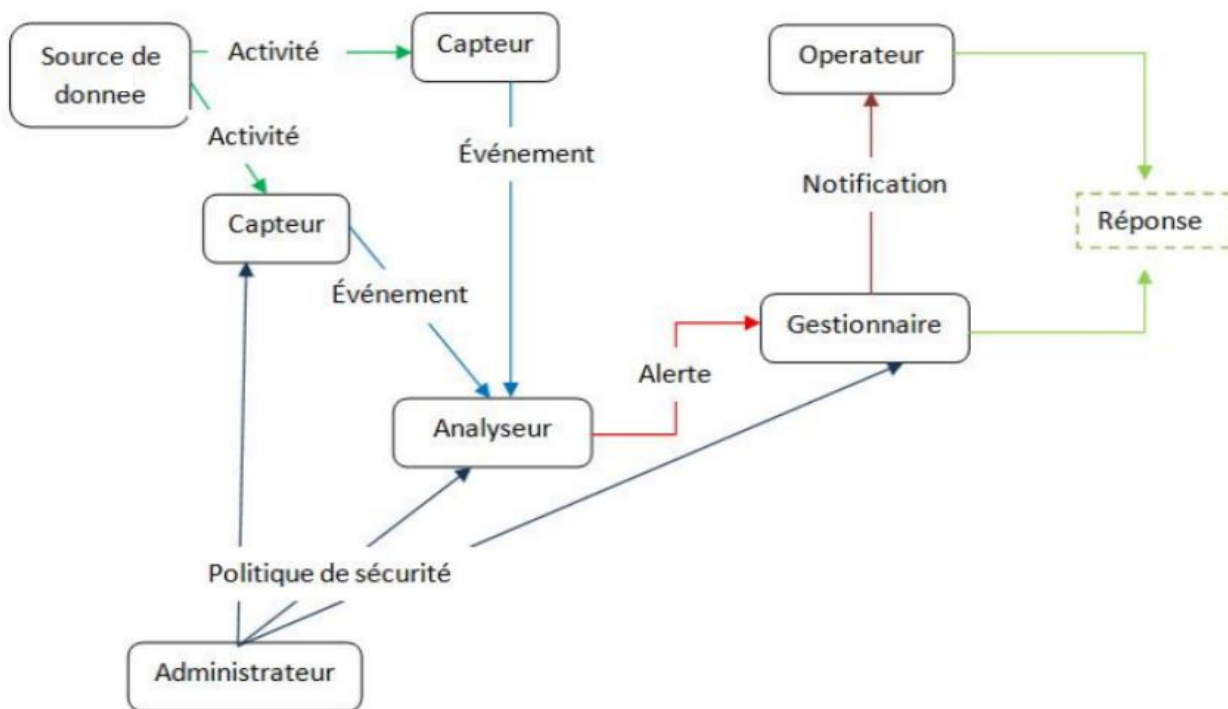 Source de
donnee
Activité
Capteur
Operateur
Activité
Événement
Notification
Capteur
Réponse
Événement
Gestionnaire
Alerte
Analyseur
Politique de sécurité
Administrateur